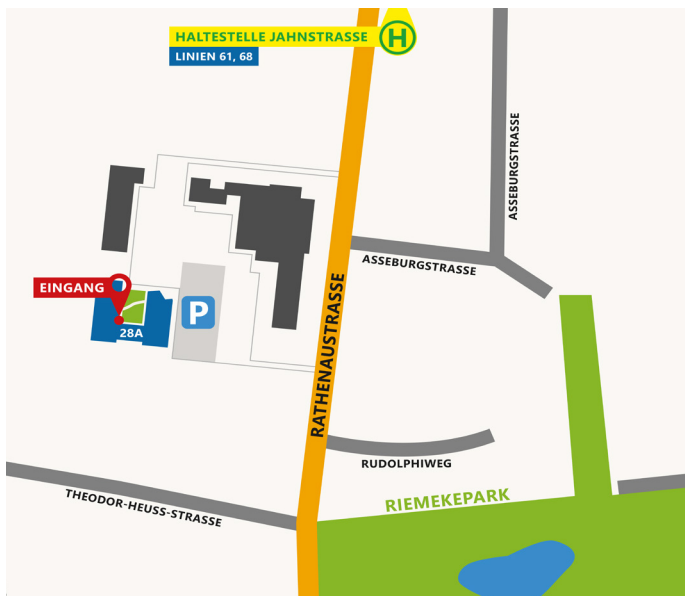 HALTESTELLE JAHNSTRASSE
H
LINIEN 61, 68
ASSEBURGSTRASSE
ASSEBURGSTRASSE
EINGANG
P
28A
RATHENAUSTRASSE
RUDOLPHIWEG
THEODOR-HEUSS-STRASSE
RIEMEKEPARK